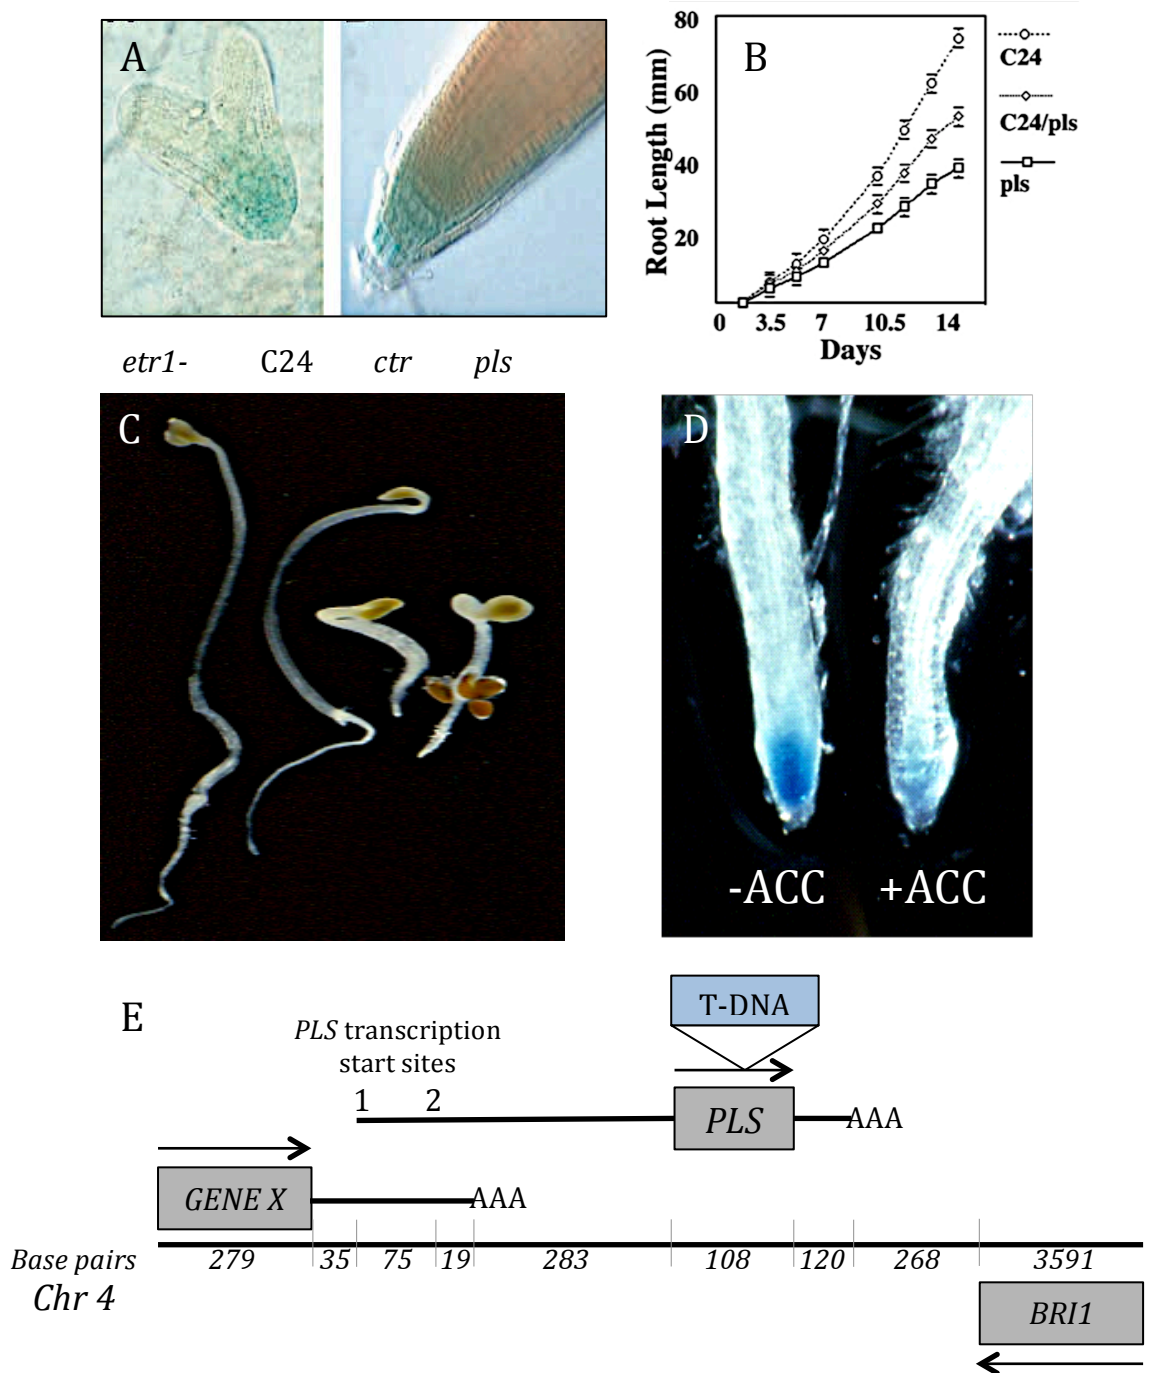 A
B
80
60
40
20
Root Length (mm)
0 3.5 7 10.5 14
Days
C24
C24/pls
pls
etr1- C24 ctr pls
C
D
-ACC +ACC
E
T-DNA
PLS transcription
start sites
1 2
PLS
AAA
GENE X
AAA
Base pairs 279 35 75 19 283 108 120 268 3591
Chr 4
BRI1